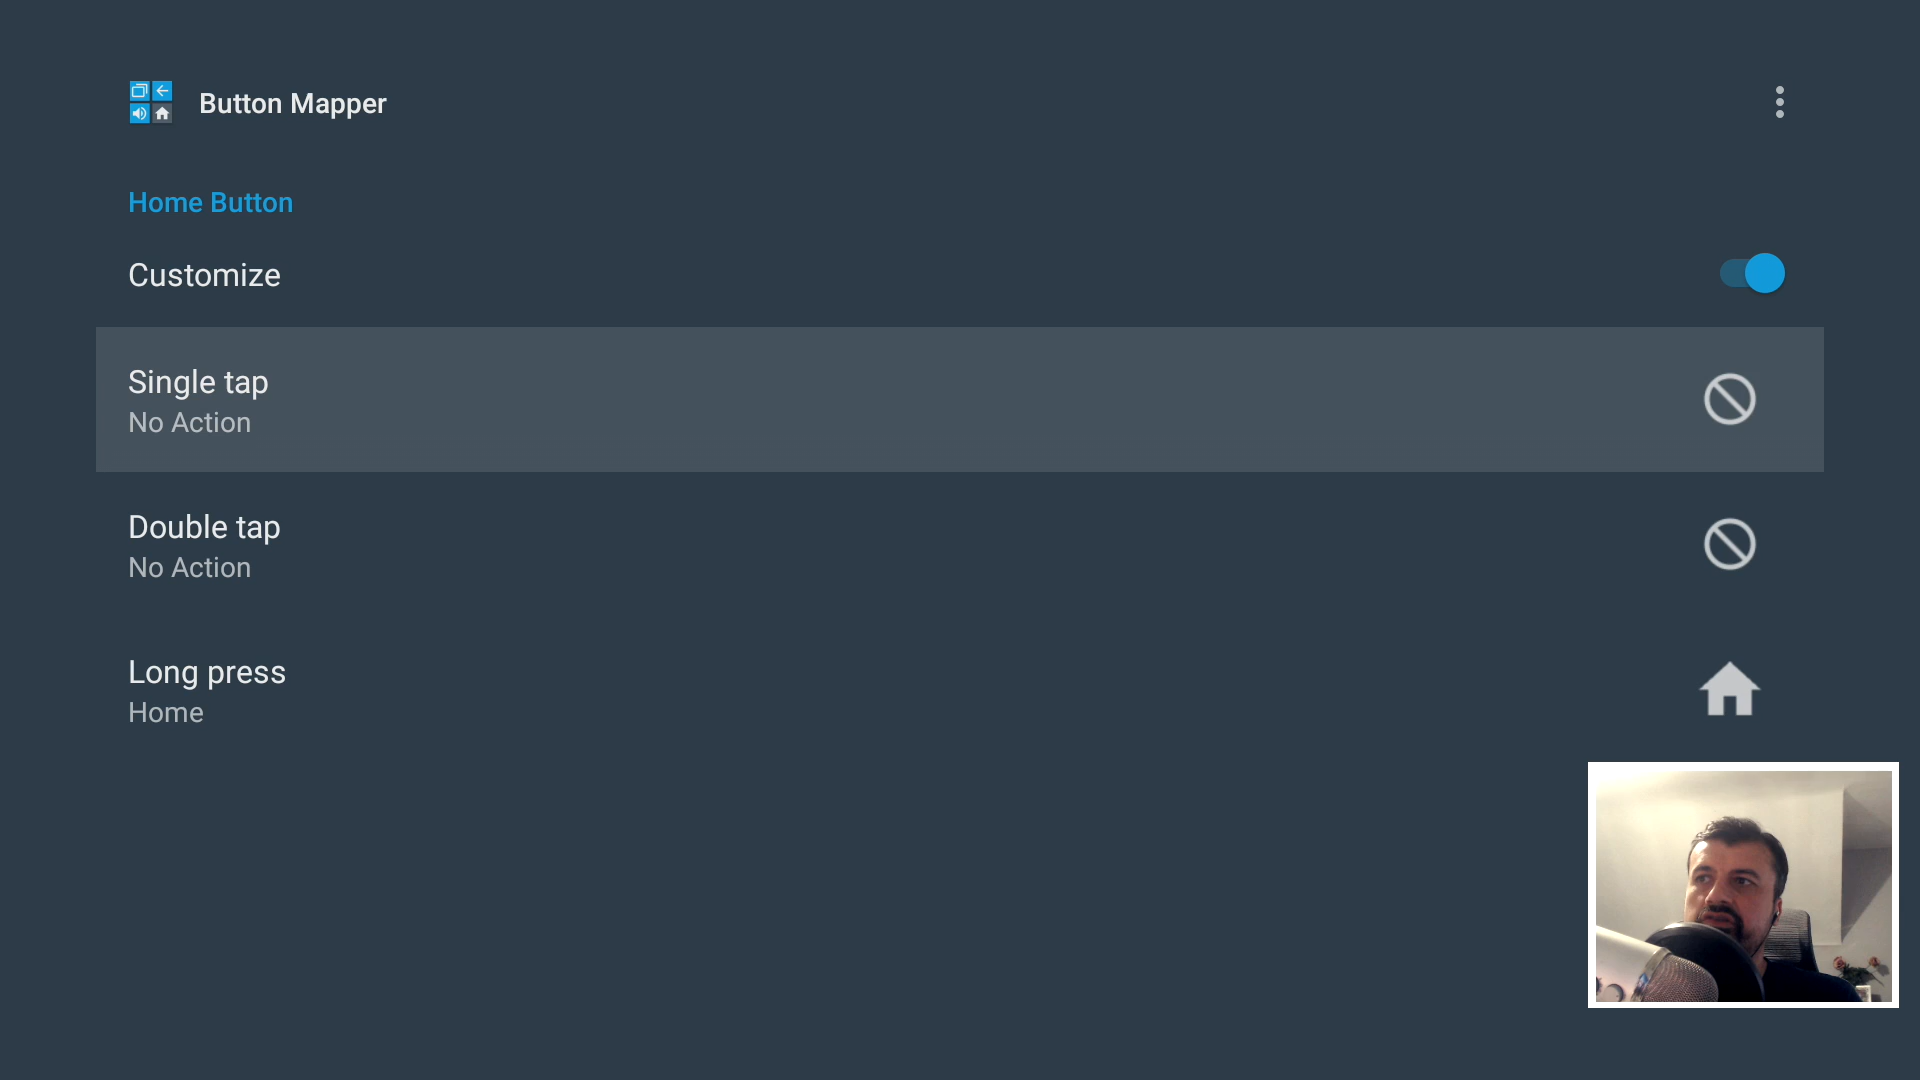 Button Mapper
Home Button
Customize
Single tap
No Action
Double tap
No Action
Long press
Home